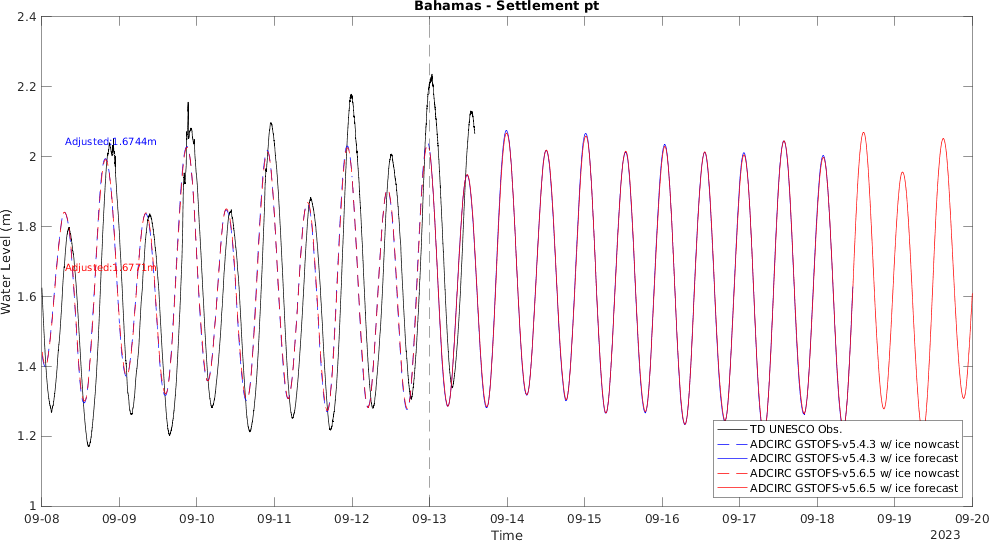 Bahamas - Settlement pt
2.4
2.2
2
1.8
1.6
1.4
1.2
1
Water Level (m)
Adjusted:1.6744m
Adjusted:1.6771m
TD UNESCO Obs.
ADCIRC GSTOFS-v5.4.3 w/ ice nowcast
ADCIRC GSTOFS-v5.4.3 w/ ice forecast
ADCIRC GSTOFS-v5.6.5 w/ ice nowcast
ADCIRC GSTOFS-v5.6.5 w/ ice forecast
09-08 09-09 09-10 09-11 09-12 09-13 09-14 09-15 09-16 09-17 09-18 09-19 09-20
Time
2023